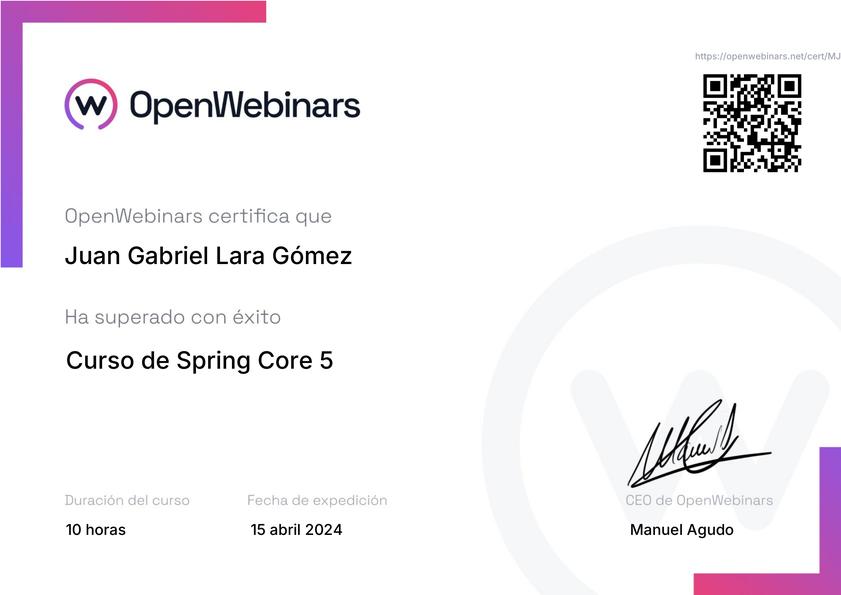 https://openwebinars.net/cert/MJ
OpenWebinars
OpenWebinars certifica que
Juan Gabriel Lara Gómez
Ha superado con éxito
Curso de Spring Core 5
Duración del curso
Fecha de expedición
CEO de OpenWebinars
10 horas
15 abril 2024
Manuel Agudo